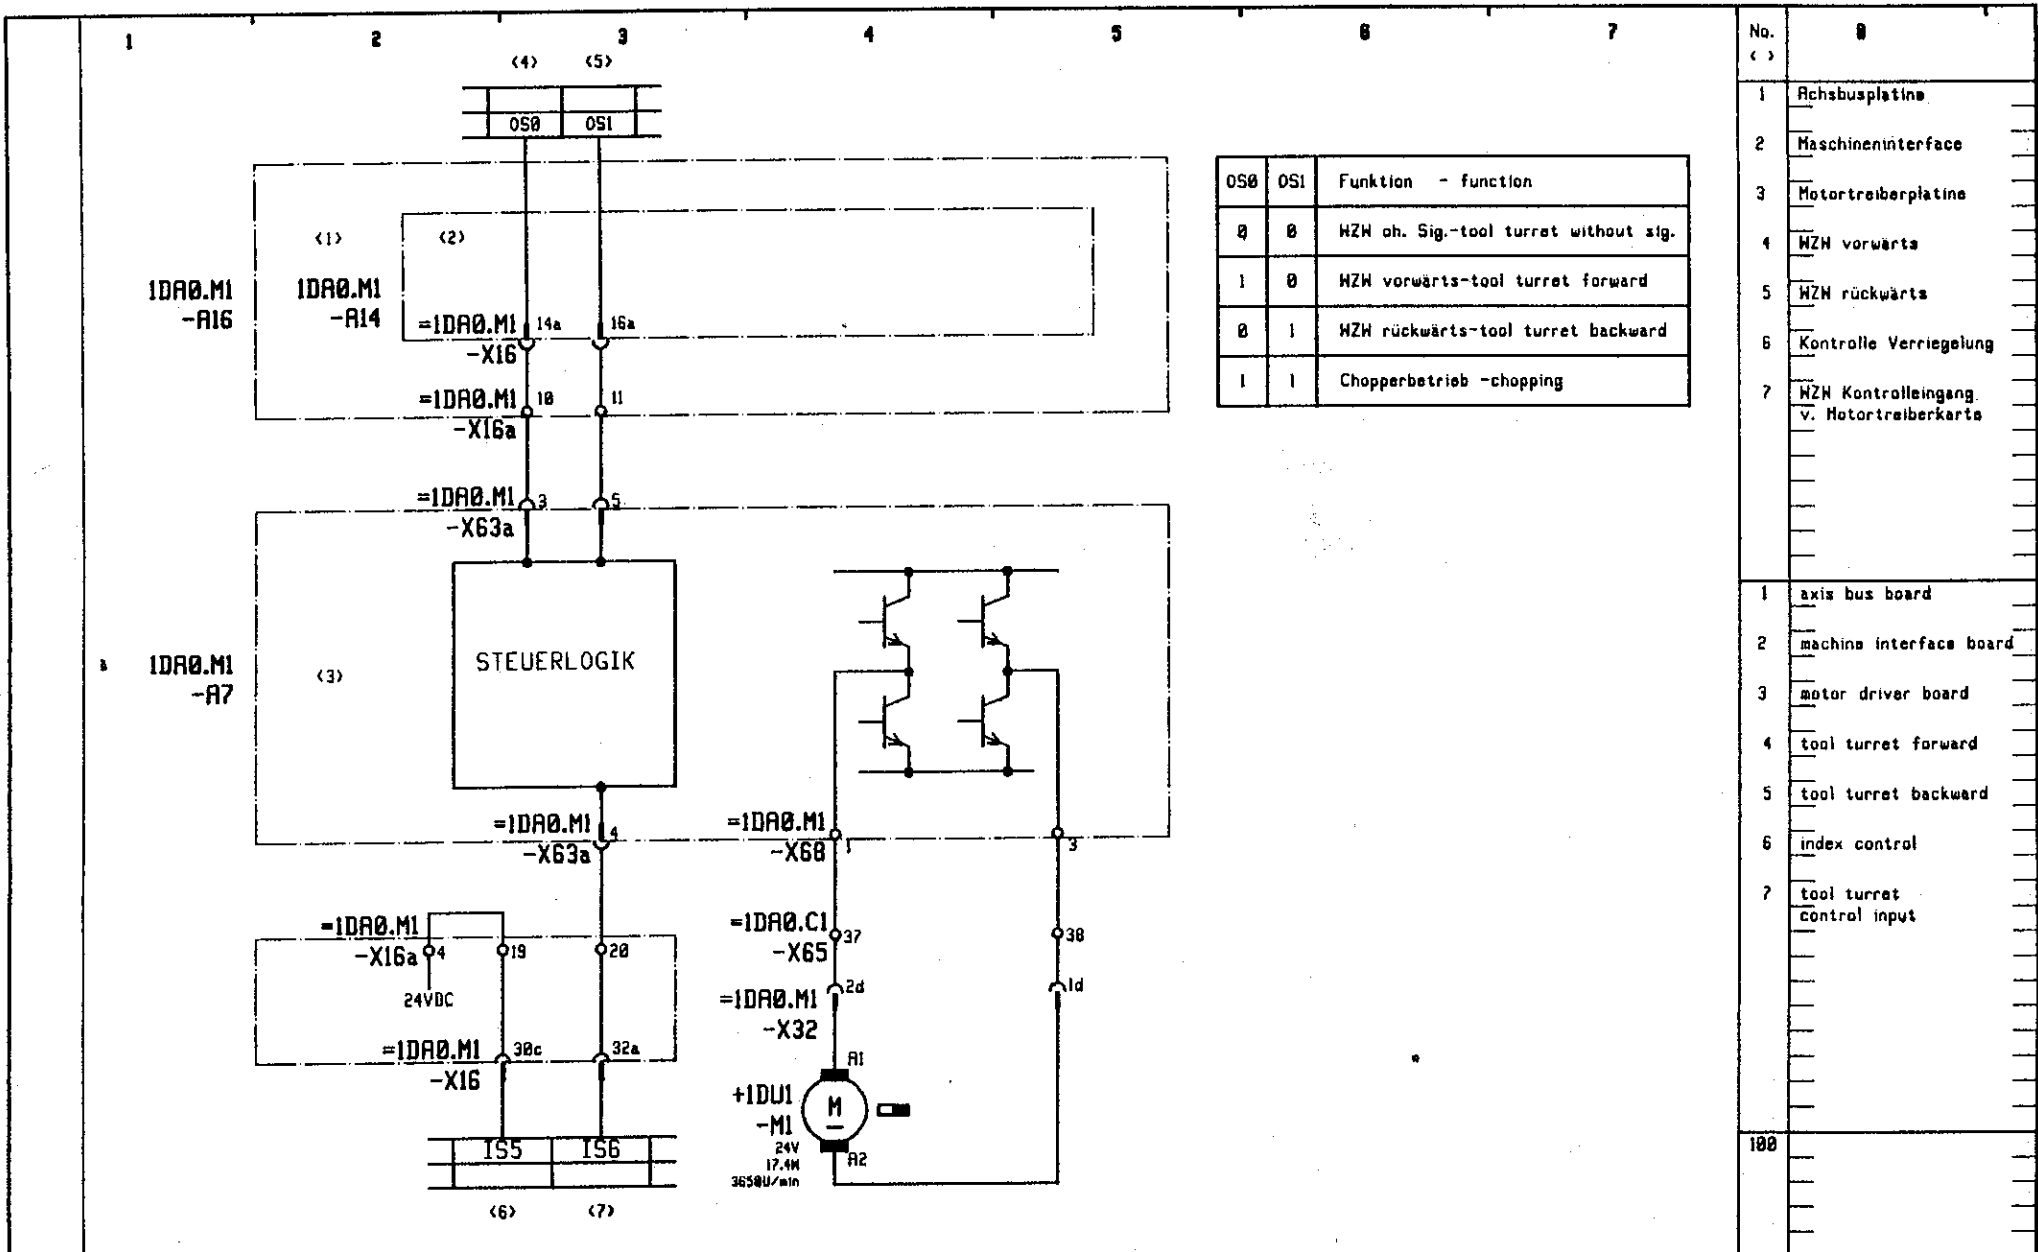 1 2 3 4 5 6 7 No. 8
< >
<4> <5>
OS0 OS1
<1> <2>
1DA0.M1
-A16
1DA0.M1
-A14
=1DA0.M1 14a 16a
-X16
=1DA0.M1 10 11
-X16a
=1DA0.M1 3 5
-X63a
1DA0.M1
-A7
<3>
STEUERLOGIK
=1DA0.M1 4
-X63a
=1DA0.M1
-X16a 4 19 20
24VDC
=1DA0.M1 30c 32a
-X16
IS5 IS6
<6> <7>
=1DA0.M1
-X68 1 3
=1DA0.C1 37 38
-X65
=1DA0.M1 2d 1d
-X32
A1
+1DU1
-M1
M
24V
17.4W
3650U/min
A2
OS0 OS1 Funktion - function
0 0 WZW oh. Sig.-tool turret without sig.
1 0 WZW vorwärts-tool turret forward
0 1 WZW rückwärts-tool turret backward
1 1 Chopperbetrieb -chopping
1 Achsbusplatine
2 Maschineninterface
3 Motortreiberplatine
4 WZW vorwärts
5 WZW rückwärts
6 Kontrolle Verriegelung
7 WZW Kontrolleingang
v. Motortreiberkarte
1 axis bus board
2 machine interface board
3 motor driver board
4 tool turret forward
5 tool turret backward
6 index control
7 tool turret
control input
100